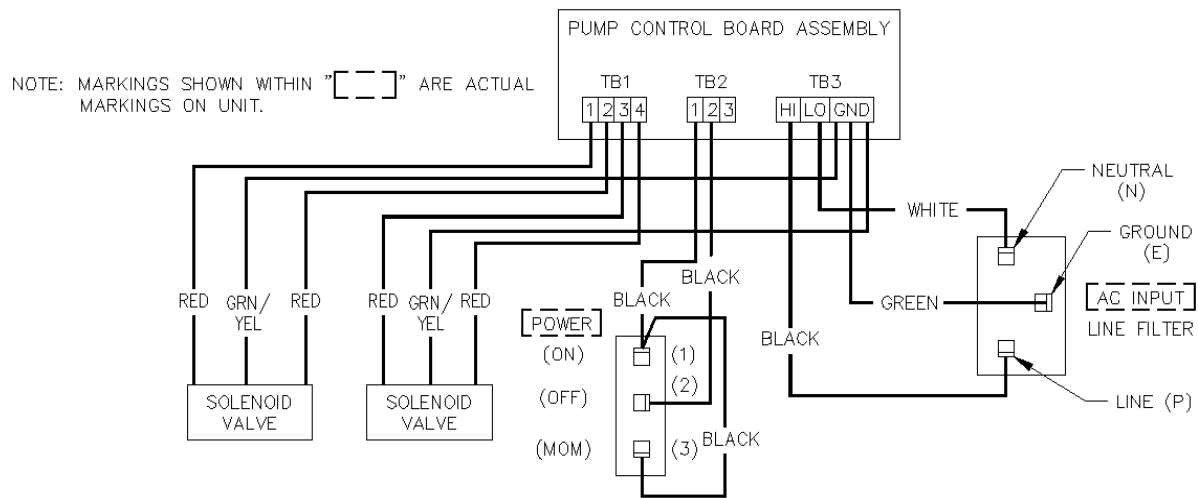 PUMP CONTROL BOARD ASSEMBLY
NOTE: MARKINGS SHOWN WITHIN "[ ]" ARE ACTUAL
MARKINGS ON UNIT.
TB1 TB2 TB3
1 2 3 4 1 2 3 HI LO GND
NEUTRAL
(N)
WHITE
GROUND
(E)
BLACK
RED GRN/
YEL RED RED GRN/
YEL RED BLACK GREEN AC INPUT
POWER
LINE FILTER
BLACK
(ON) (1)
(2)
(OFF)
SOLENOID
VALVE
SOLENOID
VALVE
LINE (P)
BLACK
(MOM) (3)